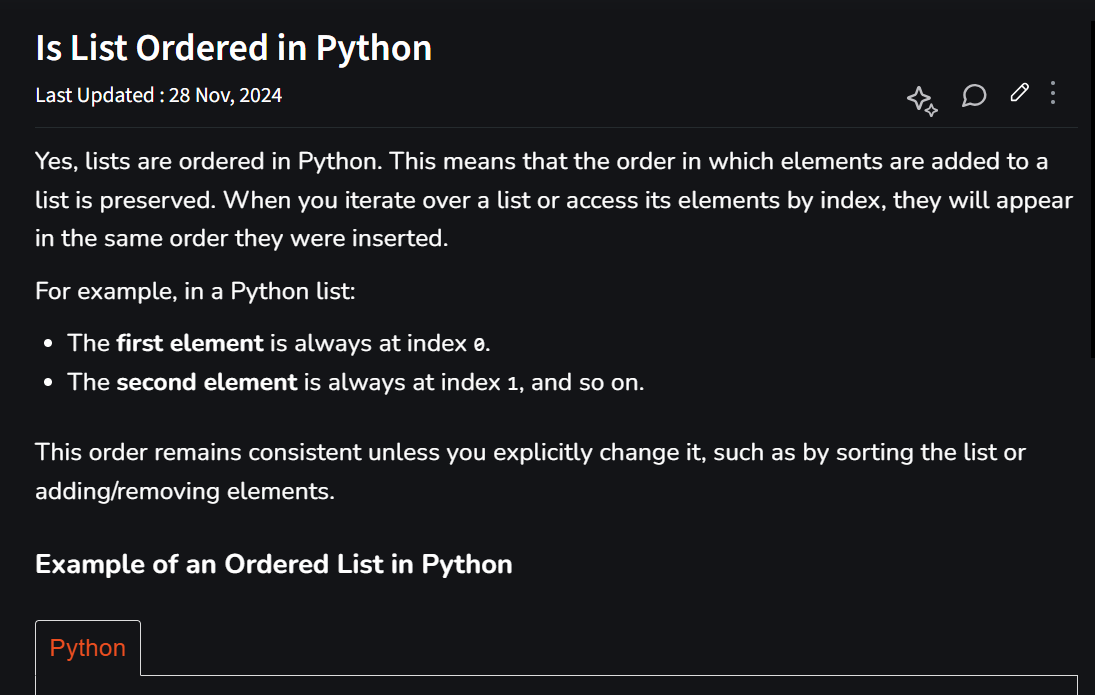 Is List Ordered in Python
Last Updated : 28 Nov, 2024
Yes, lists are ordered in Python. This means that the order in which elements are added to a
list is preserved. When you iterate over a list or access its elements by index, they will appear
in the same order they were inserted.
For example, in a Python list:
• The first element is always at index 0.
• The second element is always at index 1, and so on.
This order remains consistent unless you explicitly change it, such as by sorting the list or
adding/removing elements.
Example of an Ordered List in Python
Python